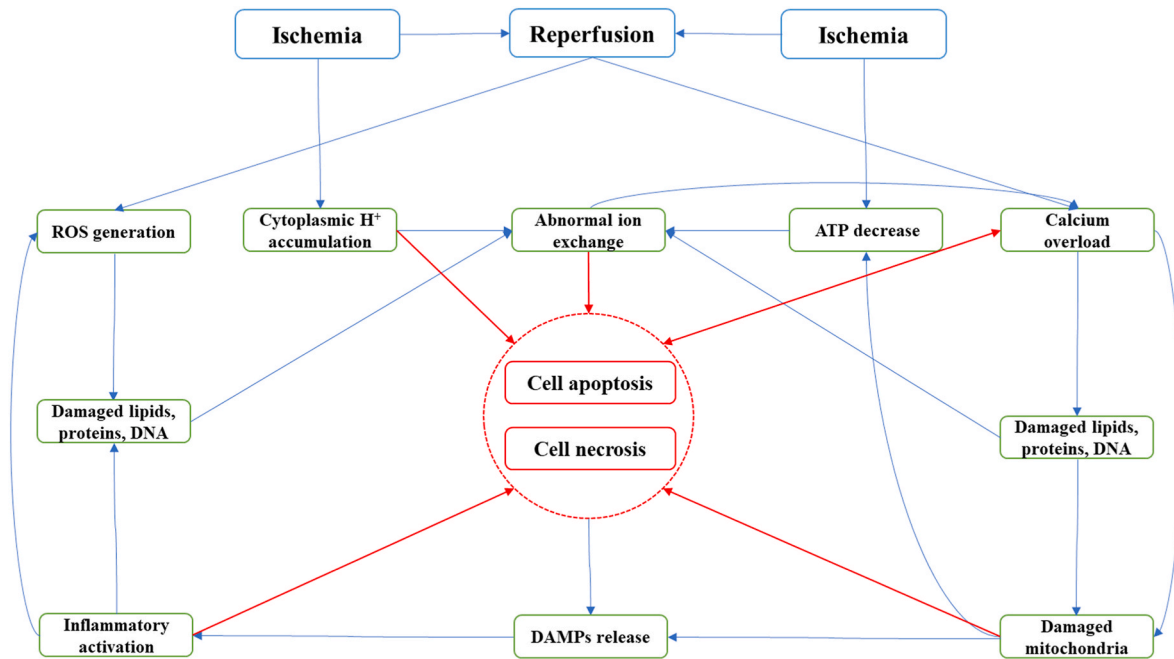 Ischemia
Reperfusion
Ischemia
ROS generation
Cytoplasmic H⁺
accumulation
Abnormal ion
exchange
ATP decrease
Calcium
overload
Cell apoptosis
Cell necrosis
Damaged lipids,
proteins, DNA
Damaged lipids,
proteins, DNA
Inflammatory
activation
DAMPs release
Damaged
mitochondria